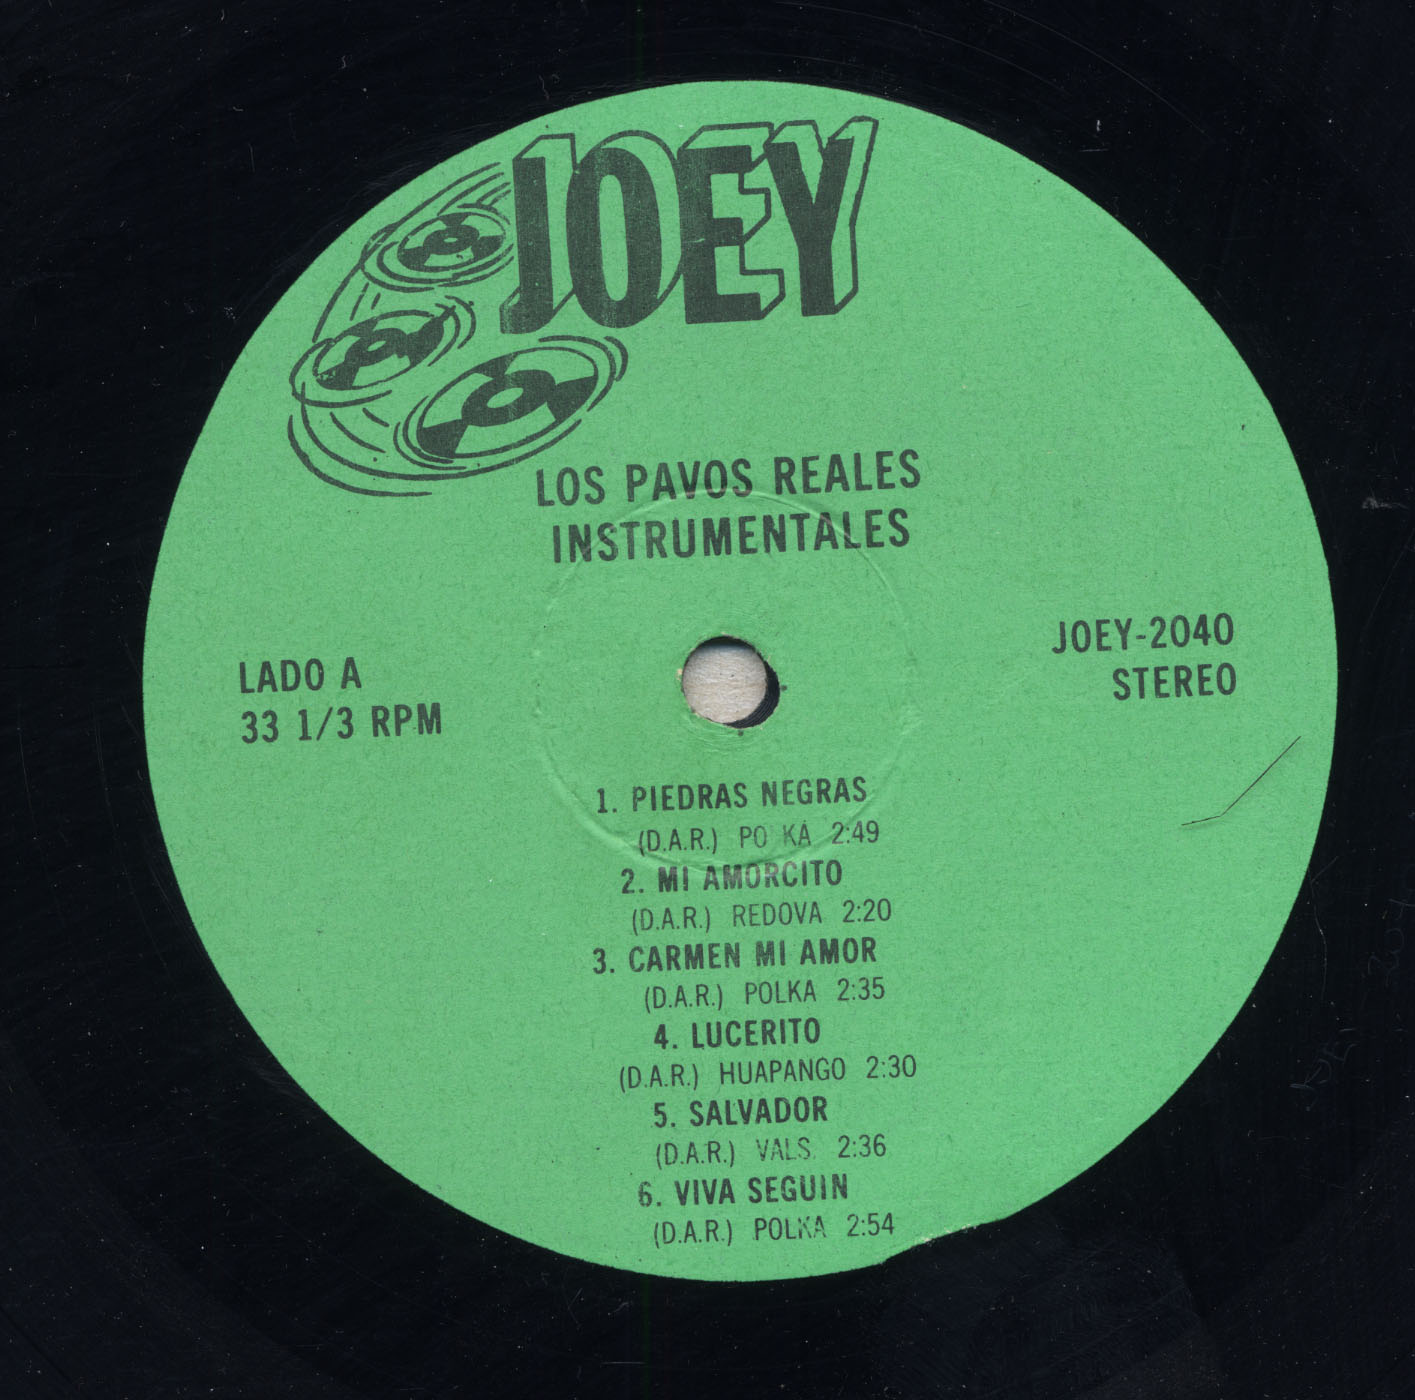 JOEY
LOS PAVOS REALES
INSTRUMENTALES
LADO A
33 1/3 RPM
JOEY-2040
STEREO
1. PIEDRAS NEGRAS
(D.A.R.) PO KA 2:49
2. MI AMORCITO
(D.A.R.) REDOVA 2:20
3. CARMEN MI AMOR
(D.A.R.) POLKA 2:35
4. LUCERITO
(D.A.R.) HUAPANGO 2:30
5. SALVADOR
(D.A.R.) VALS. 2:36
6. VIVA SEGUIN
(D.A.R.) POLKA 2:54